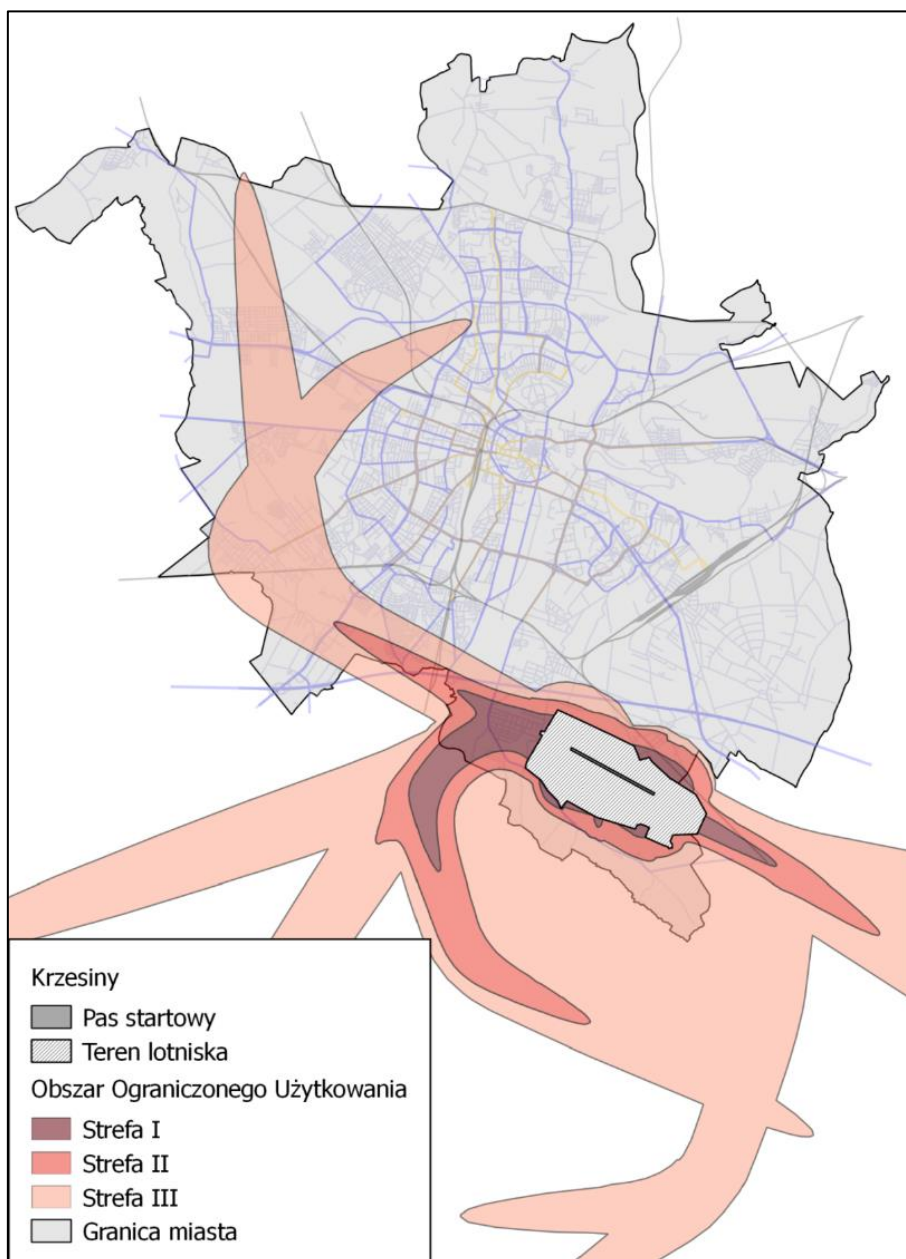 Krzesiny
Pas startowy
Teren lotniska
Obszar Ograniczonego Użytkowania
Strefa I
Strefa II
Strefa III
Granica miasta